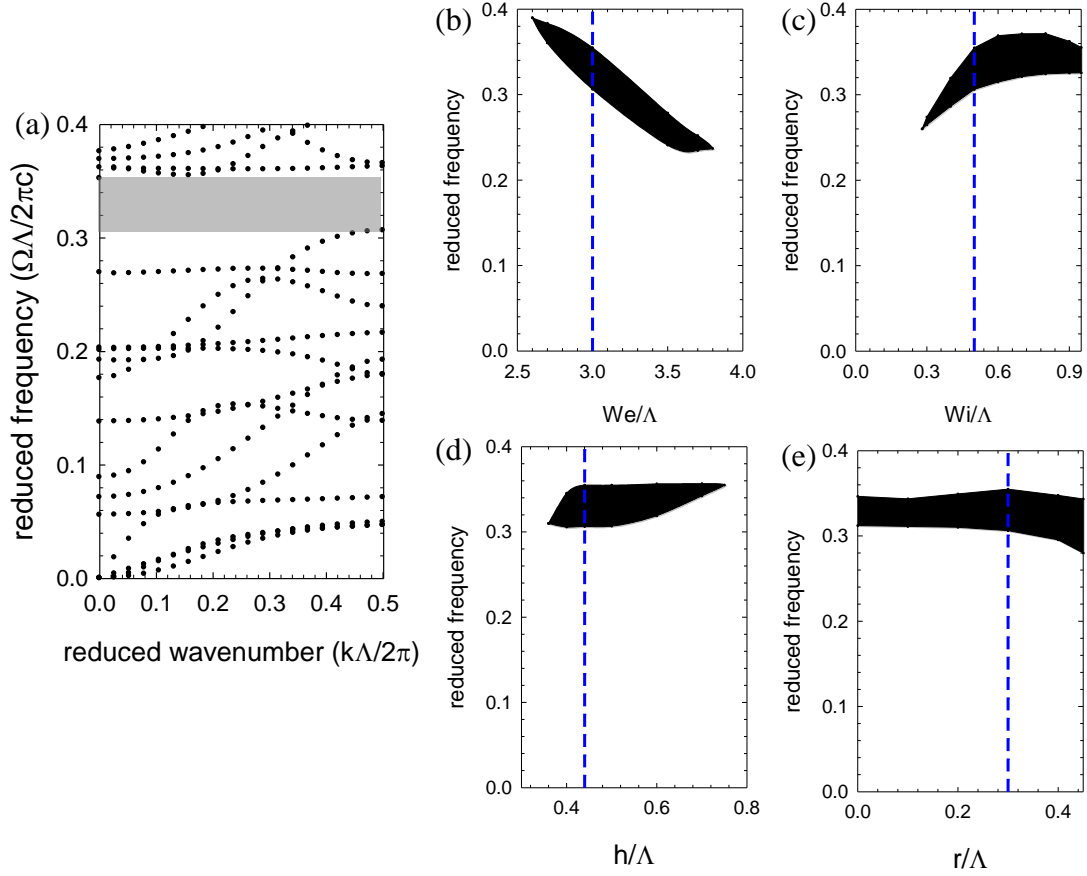 (a)
0.4
0.3
0.2
0.1
0.0
0.0 0.1 0.2 0.3 0.4 0.5
reduced frequency (ΩΛ/2πc)
reduced wavenumber (kΛ/2π)
(b)
0.4
0.3
0.2
0.1
0.0
2.5 3.0 3.5 4.0
reduced frequency
We/Λ
(c)
0.4
0.3
0.2
0.1
0.0
0.0 0.3 0.6 0.9
reduced frequency
Wi/Λ
(d)
0.4
0.3
0.2
0.1
0.0
0.4 0.6 0.8
reduced frequency
h/Λ
(e)
0.4
0.3
0.2
0.1
0.0
0.0 0.2 0.4
reduced frequency
r/Λ